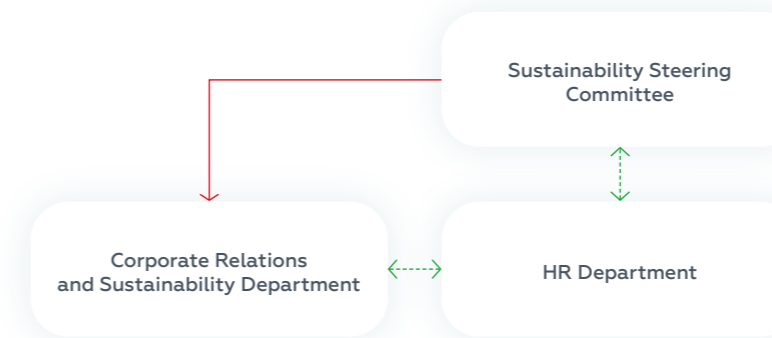 Sustainability Steering
Committee
Corporate Relations
and Sustainability Department
HR Department